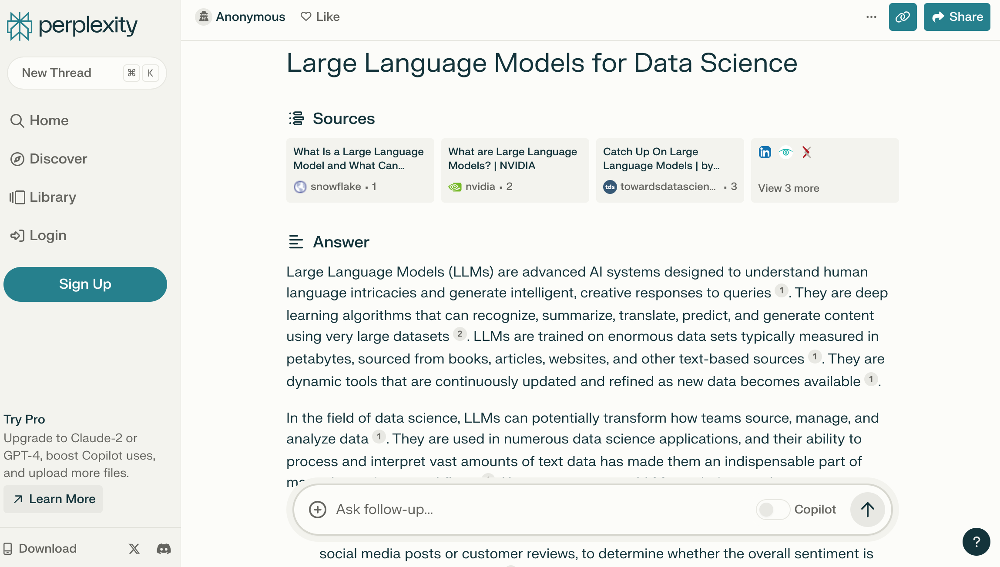 perplexity
New Thread ⌘ K
Home
Discover
Library
Login
Sign Up
Try Pro
Upgrade to Claude-2 or
GPT-4, boost Copilot uses,
and upload more files.
Learn More
Download
Anonymous
Like
Share
Large Language Models for Data Science
Sources
What Is a Large Language
Model and What Can...
snowflake · 1
What are Large Language
Models? | NVIDIA
nvidia · 2
Catch Up On Large
Language Models | by...
tds towardsdatascien... · 3
in
View 3 more
Answer
Large Language Models (LLMs) are advanced AI systems designed to understand human
language intricacies and generate intelligent, creative responses to queries 1. They are deep
learning algorithms that can recognize, summarize, translate, predict, and generate content
using very large datasets 2. LLMs are trained on enormous data sets typically measured in
petabytes, sourced from books, articles, websites, and other text-based sources 1. They are
dynamic tools that are continuously updated and refined as new data becomes available 1.
In the field of data science, LLMs can potentially transform how teams source, manage, and
analyze data 1. They are used in numerous data science applications, and their ability to
process and interpret vast amounts of text data has made them an indispensable part of
Ask follow-up...
Copilot
?
social media posts or customer reviews, to determine whether the overall sentiment is